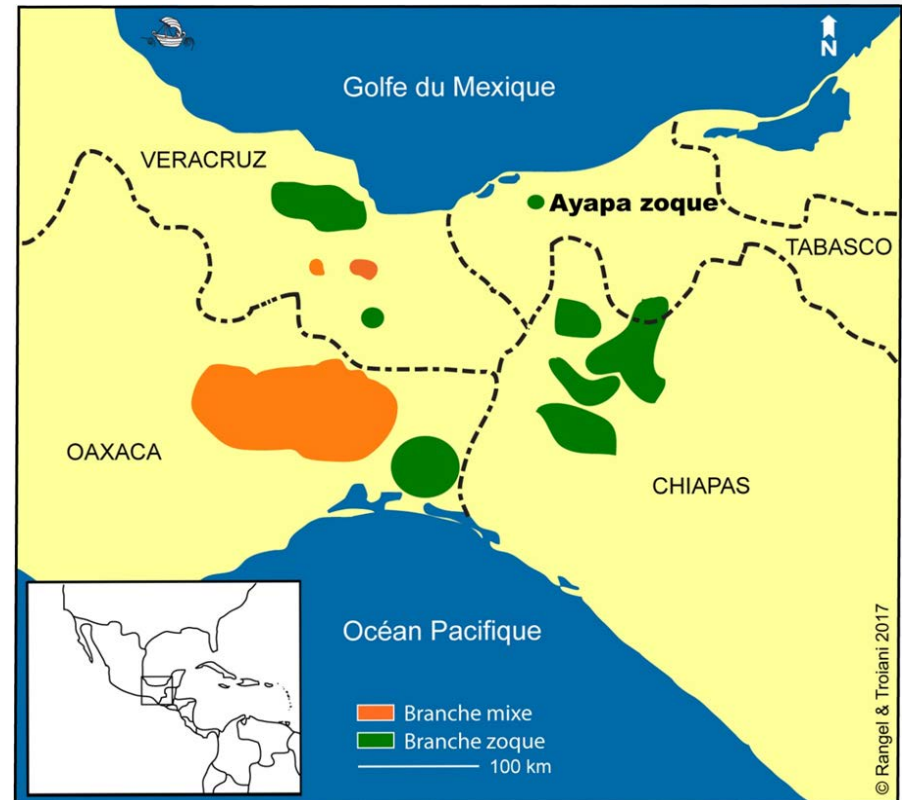 N
Golfe du Mexique
VERACRUZ
Ayapa zoque
TABASCO
OAXACA
CHIAPAS
Océan Pacifique
Branche mixe
Branche zoque
100 km
© Rangel & Troiani 2017